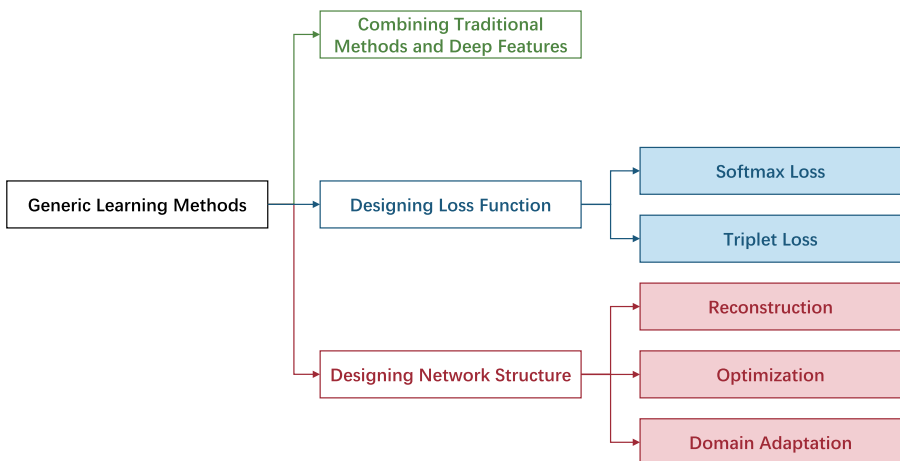 Combining Traditional
Methods and Deep Features
Generic Learning Methods
Designing Loss Function
Softmax Loss
Triplet Loss
Designing Network Structure
Reconstruction
Optimization
Domain Adaptation